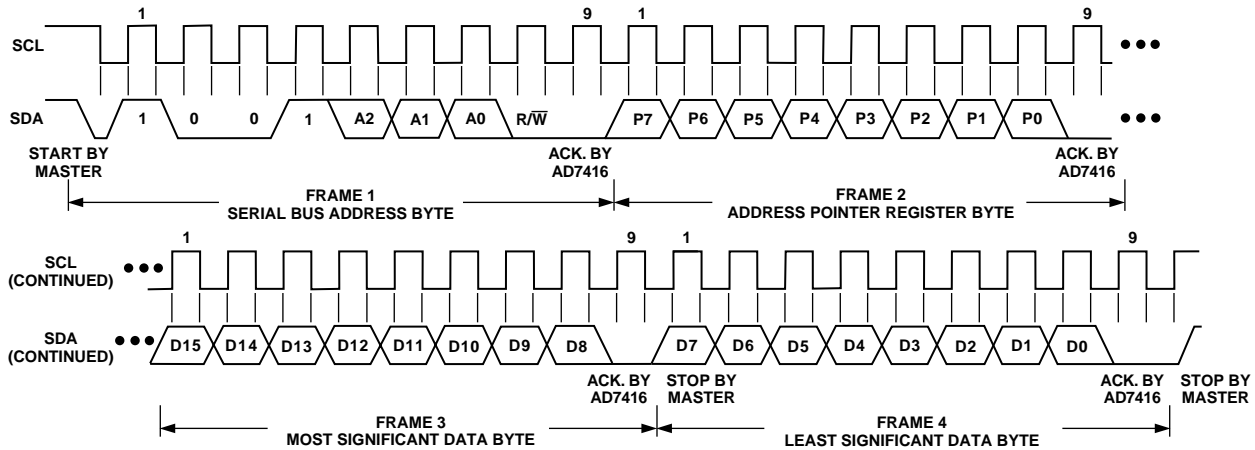 1 9 1 9
SCL
SDA 1 0 0 1 A2 A1 A0 R/W̅ P7 P6 P5 P4 P3 P2 P1 P0
START BY MASTER
ACK. BY AD7416
ACK. BY AD7416
FRAME 1
SERIAL BUS ADDRESS BYTE
FRAME 2
ADDRESS POINTER REGISTER BYTE
1 9 1 9
SCL
(CONTINUED)
SDA
(CONTINUED)
D15 D14 D13 D12 D11 D10 D9 D8 D7 D6 D5 D4 D3 D2 D1 D0
ACK. BY AD7416
STOP BY MASTER
ACK. BY AD7416
STOP BY MASTER
FRAME 3
MOST SIGNIFICANT DATA BYTE
FRAME 4
LEAST SIGNIFICANT DATA BYTE